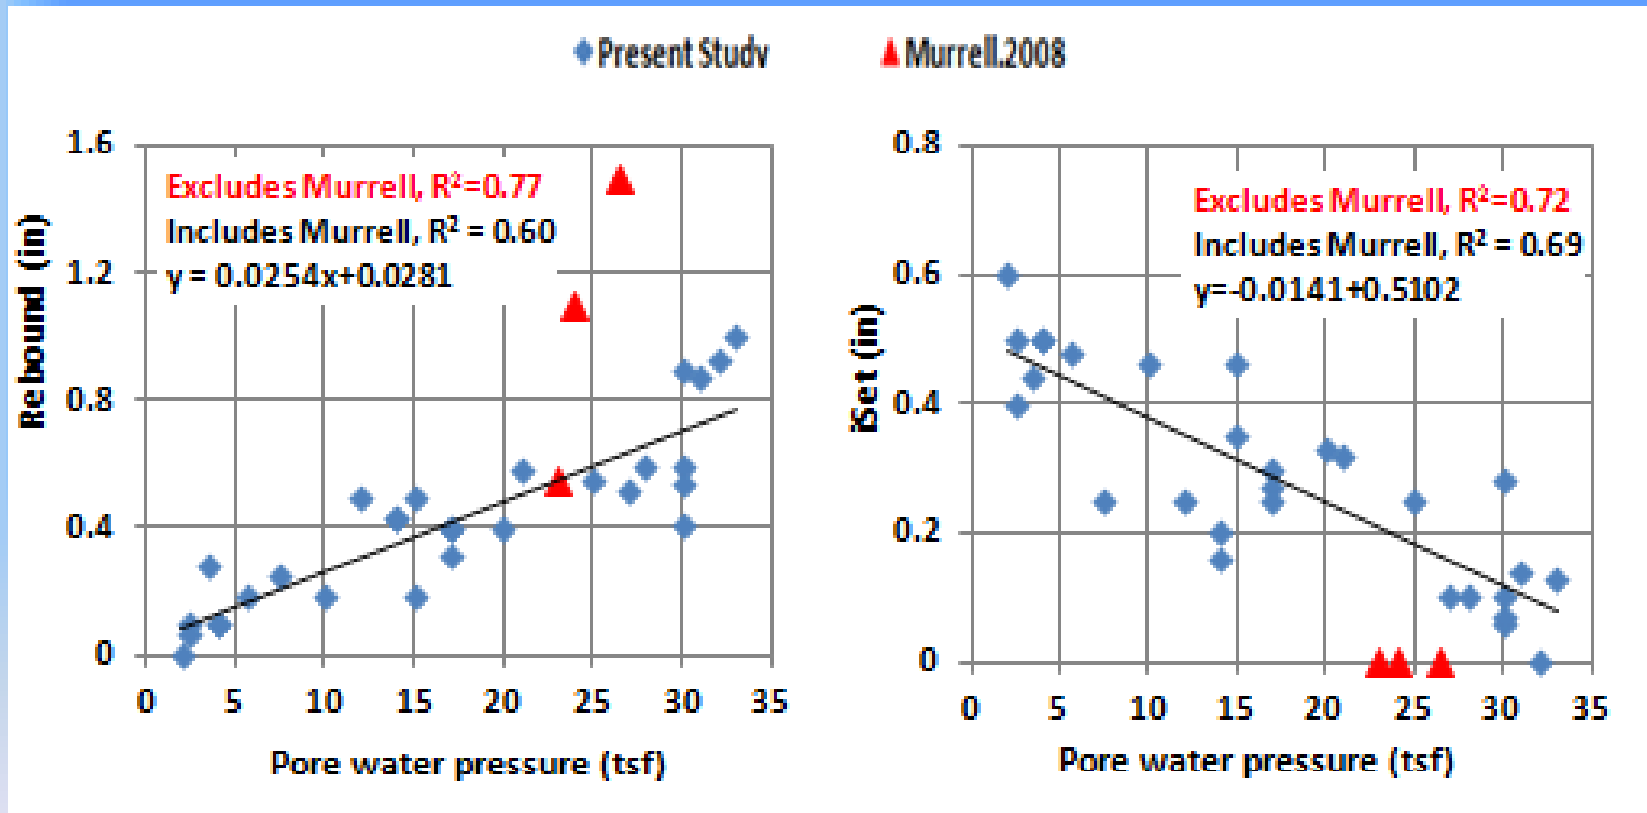 Present Study
Murrell.2008
Rebound (in)
1.6
1.2
0.8
0.4
0
Excludes Murrell, R²=0.77
Includes Murrell, R² = 0.60
y = 0.0254x+0.0281
0 5 10 15 20 25 30 35
Pore water pressure (tsf)
iSet (in)
0.8
0.6
0.4
0.2
0
Excludes Murrell, R²=0.72
Includes Murrell, R² = 0.69
y=-0.0141+0.5102
0 5 10 15 20 25 30 35
Pore water pressure (tsf)